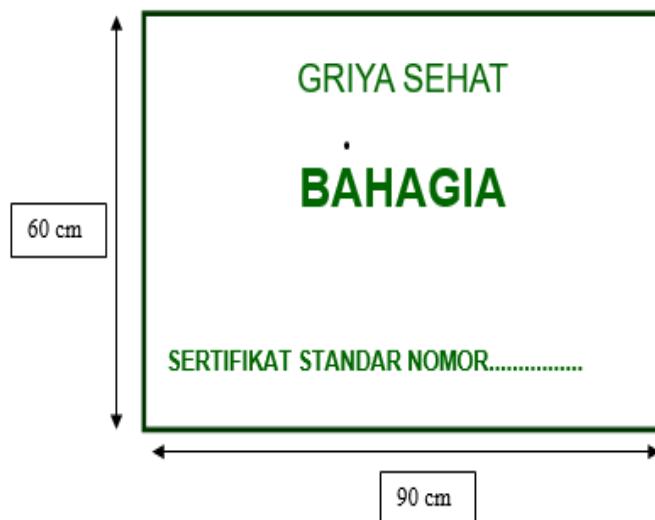 GRIYA SEHAT
BAHAGIA
60 cm
SERTIFIKAT STANDAR NOMOR................
90 cm